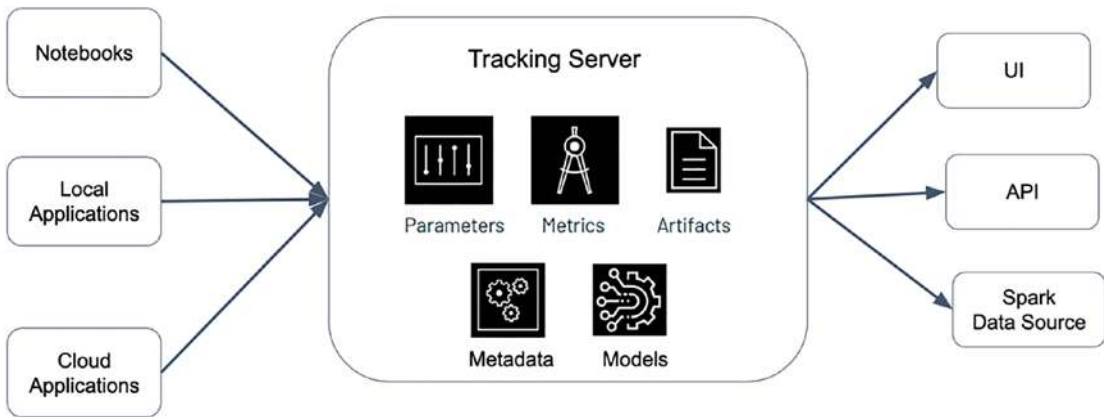 Notebooks
Local
Applications
Cloud
Applications
Tracking Server
Parameters
Metrics
Artifacts
Metadata
Models
UI
API
Spark
Data Source